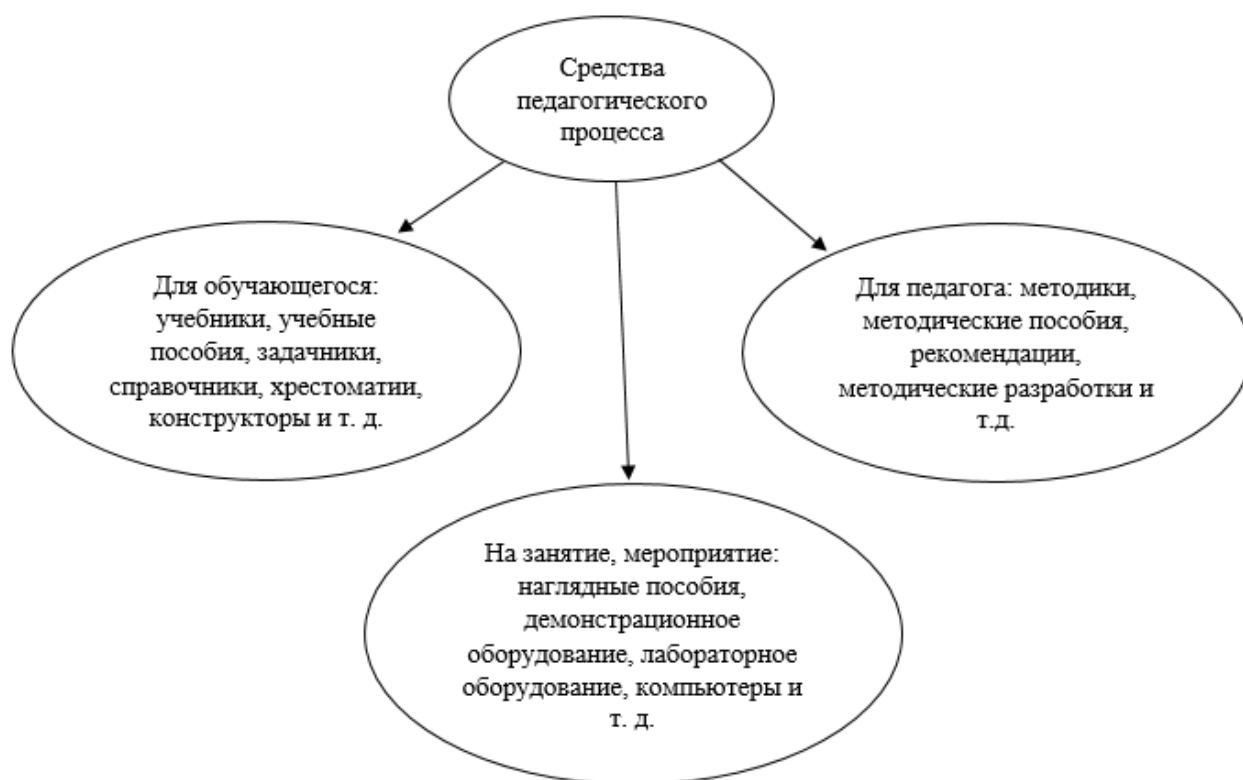 Средства
педагогического
процесса
Для обучающегося:
учебники, учебные
пособия, задачники,
справочники, хрестоматии,
конструкторы и т. д.
Для педагога: методики,
методические пособия,
рекомендации,
методические разработки и
т.д.
На занятие, мероприятие:
наглядные пособия,
демонстрационное
оборудование, лабораторное
оборудование, компьютеры и
т. д.